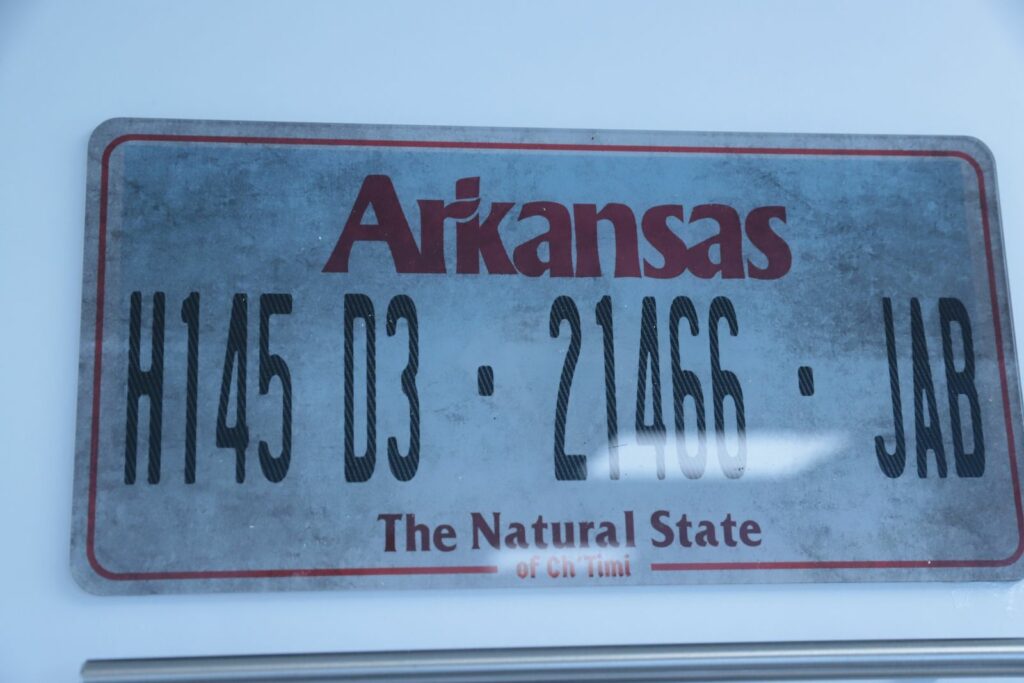 Arkansas
H145 D3 · 21466 · JAB
The Natural State
of Ch'Timi